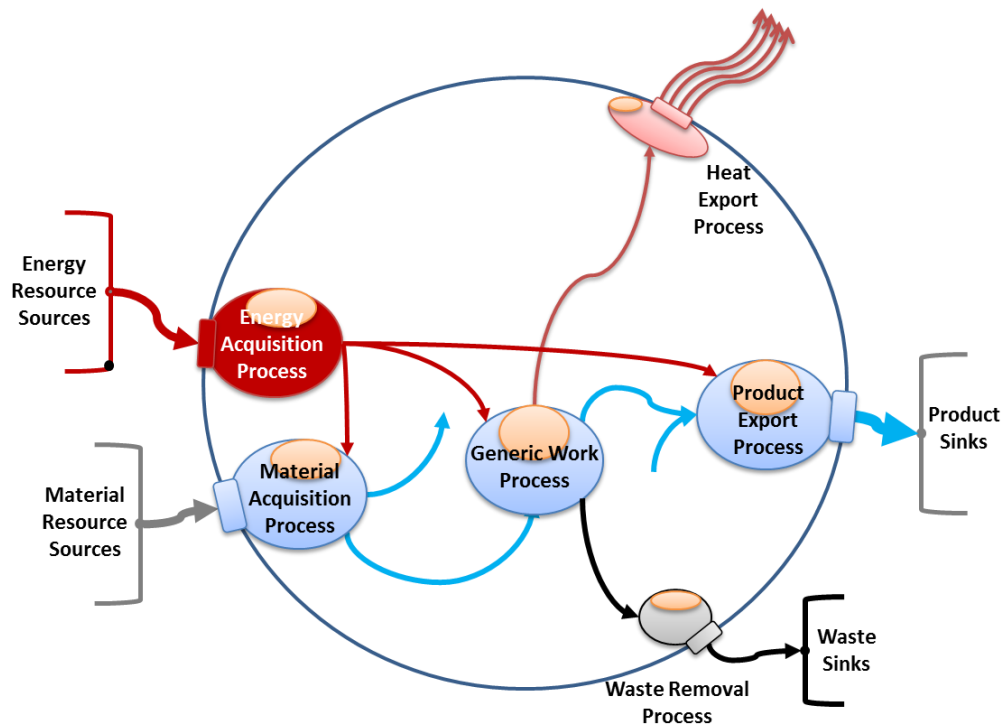 Heat
Export
Process
Energy
Resource
Sources
Energy
Acquisition
Process
Product
Export
Process
Product
Sinks
Generic Work
Process
Material
Acquisition
Process
Material
Resource
Sources
Waste
Sinks
Waste Removal
Process